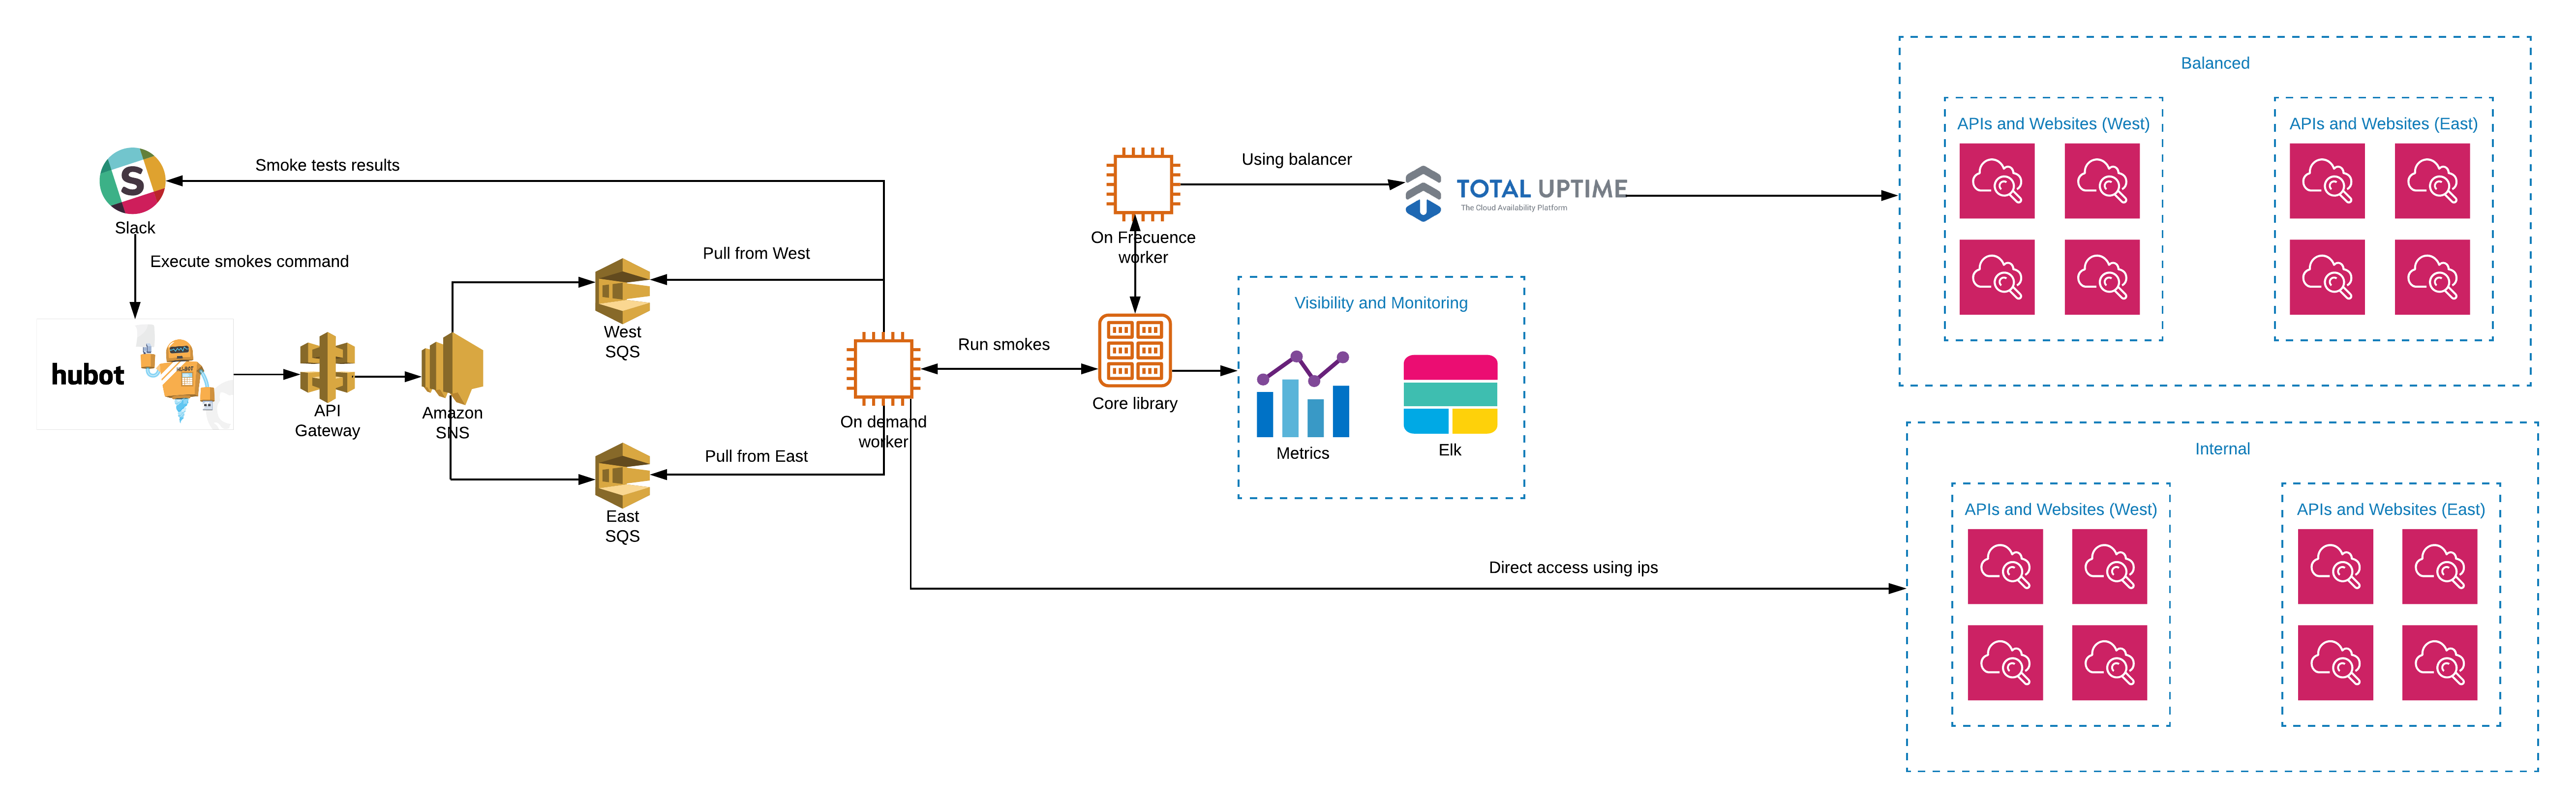 Slack
Smoke tests results
Execute smokes command
hubot
HUBOT
API
Gateway
Amazon
SNS
West
SQS
East
SQS
Pull from West
Pull from East
On demand
worker
Run smokes
On Frecuence
worker
Core library
Using balancer
TOTAL UPTIME
The Cloud Availability Platform
Visibility and Monitoring
Metrics
Elk
Direct access using ips
Balanced
APIs and Websites (West)
APIs and Websites (East)
Internal
APIs and Websites (West)
APIs and Websites (East)